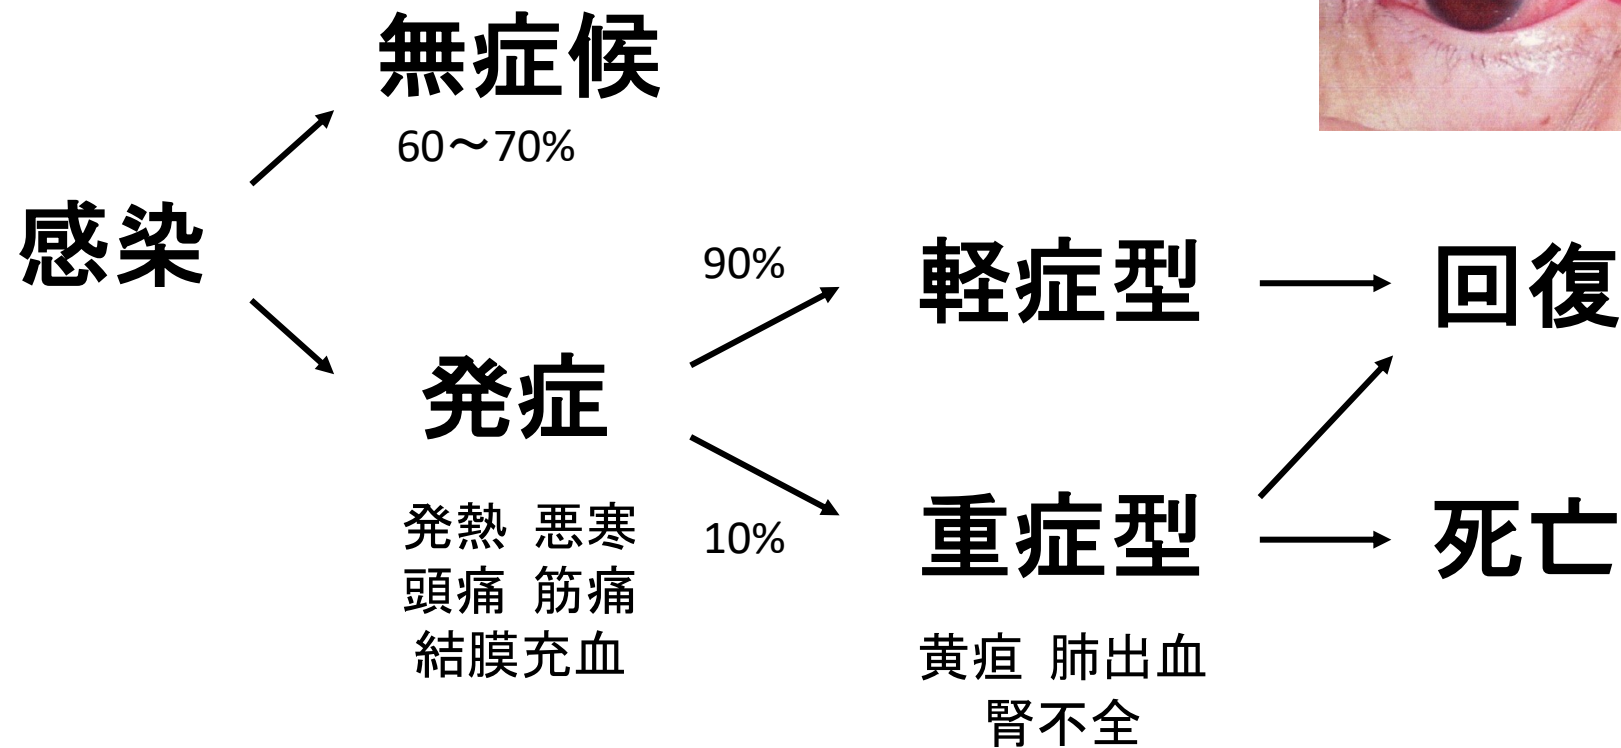 無症候
60～70%
感染
90%
軽症型
回復
発症
発熱 悪寒
頭痛 筋痛
結膜充血
10%
重症型
死亡
黄疸 肺出血
腎不全